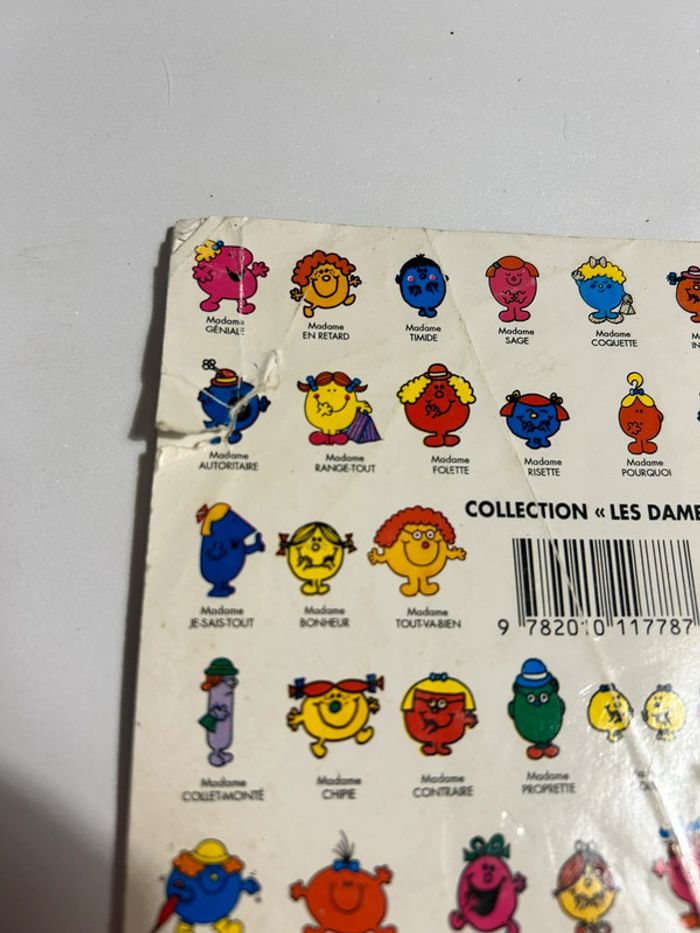 Madame
GÉNIALE
Madame
EN RETARD
Madame
TIMIDE
Madame
SAGE
Madame
COQUETTE
Madame
AUTORITAIRE
Madame
RANGE-TOUT
Madame
FOLETTE
Madame
RISETTE
Madame
POURQUOI
COLLECTION « LES DAME
Madame
JE-SAIS-TOUT
Madame
BONHEUR
Madame
TOUT-VA-BIEN
9 782010 117787
Madame
COLLET-MONTÉ
Madame
CHIPIE
Madame
CONTRAIRE
Madame
PROPRETTE